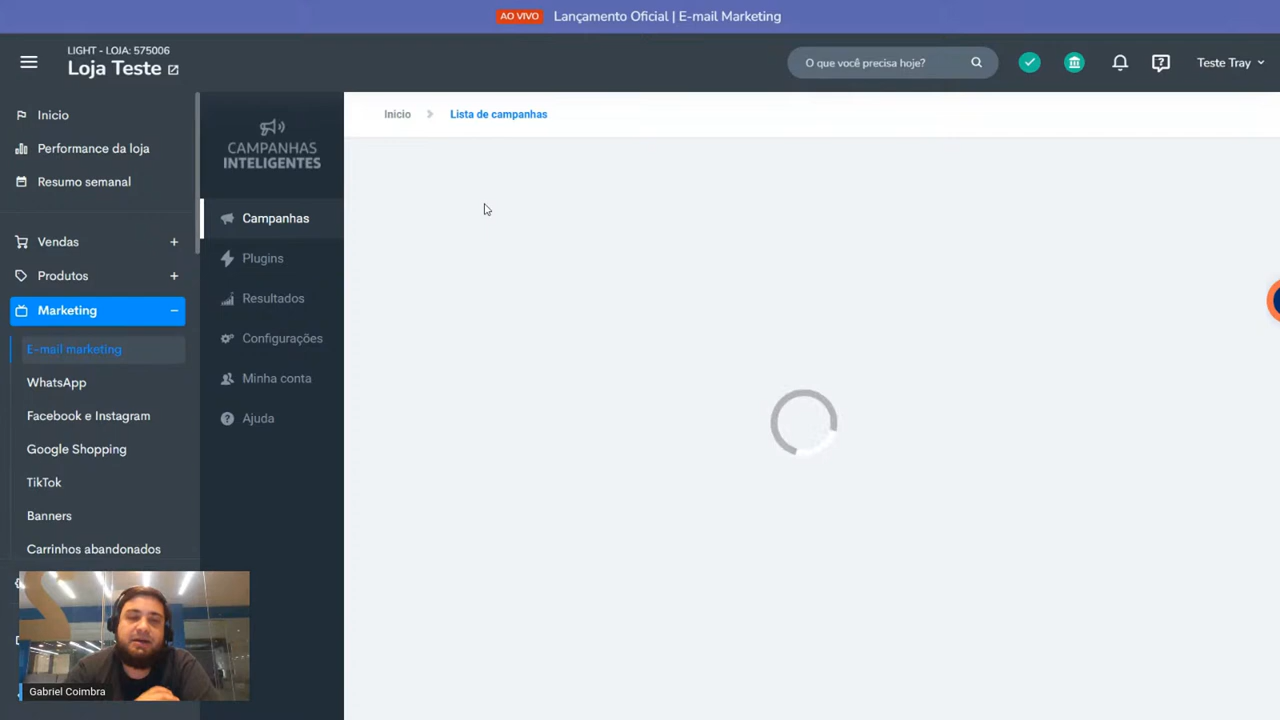 AO VIVO Lançamento Oficial | E-mail Marketing
LIGHT - LOJA: 575006
Loja Teste
O que você precisa hoje?
Teste Tray
Inicio
Performance da loja
Resumo semanal
Vendas
Produtos
Marketing
E-mail marketing
WhatsApp
Facebook e Instagram
Google Shopping
TikTok
Banners
Carrinhos abandonados
CAMPANHAS
INTELIGENTES
Campanhas
Plugins
Resultados
Configurações
Minha conta
Ajuda
Inicio
Lista de campanhas
Gabriel Coimbra